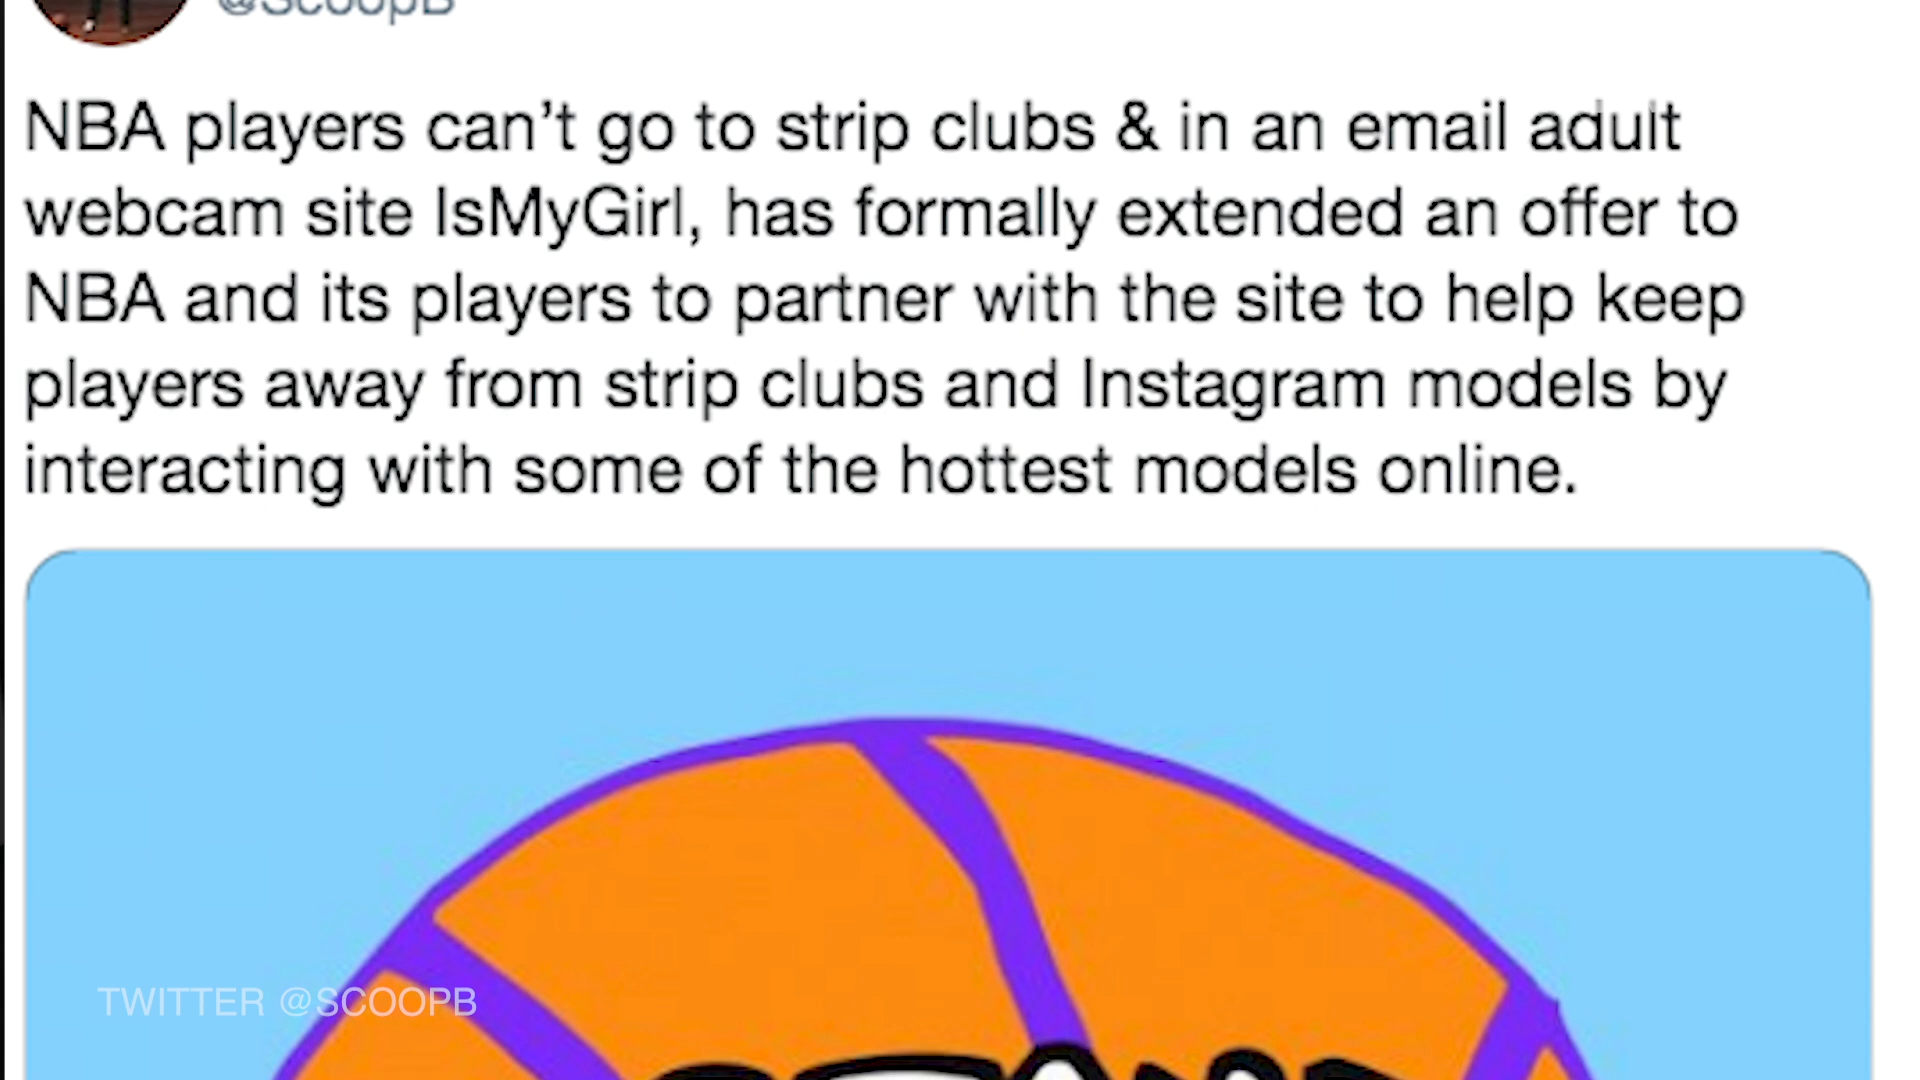 @ScoopB
NBA players can’t go to strip clubs & in an email adult
webcam site IsMyGirl, has formally extended an offer to
NBA and its players to partner with the site to help keep
players away from strip clubs and Instagram models by
interacting with some of the hottest models online.
TWITTER @SCOOPB